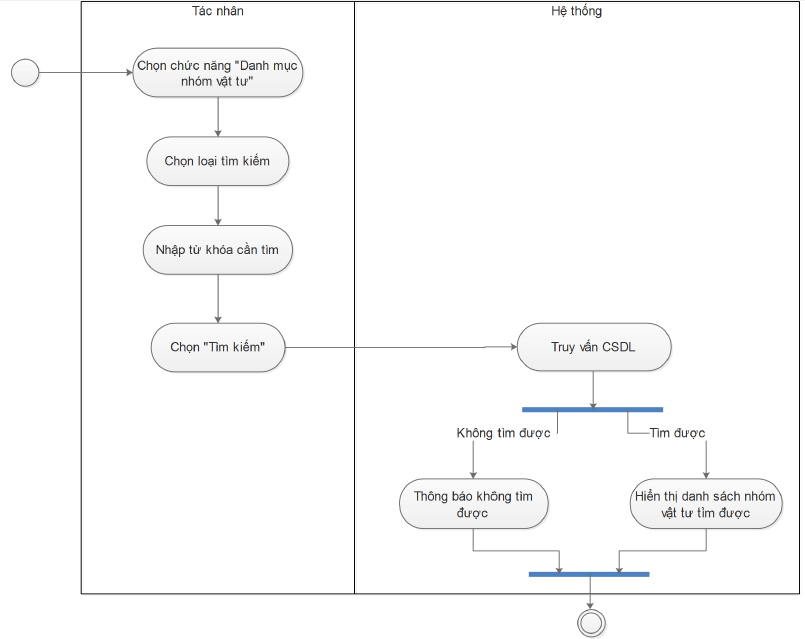 Tác nhân
Hệ thống
Chọn chức năng "Danh mục
nhóm vật tư"
Chọn loại tìm kiếm
Nhập từ khóa cần tìm
Chọn "Tìm kiếm"
Truy vấn CSDL
Không tìm được
Tìm được
Thông báo không tìm
được
Hiển thị danh sách nhóm
vật tư tìm được